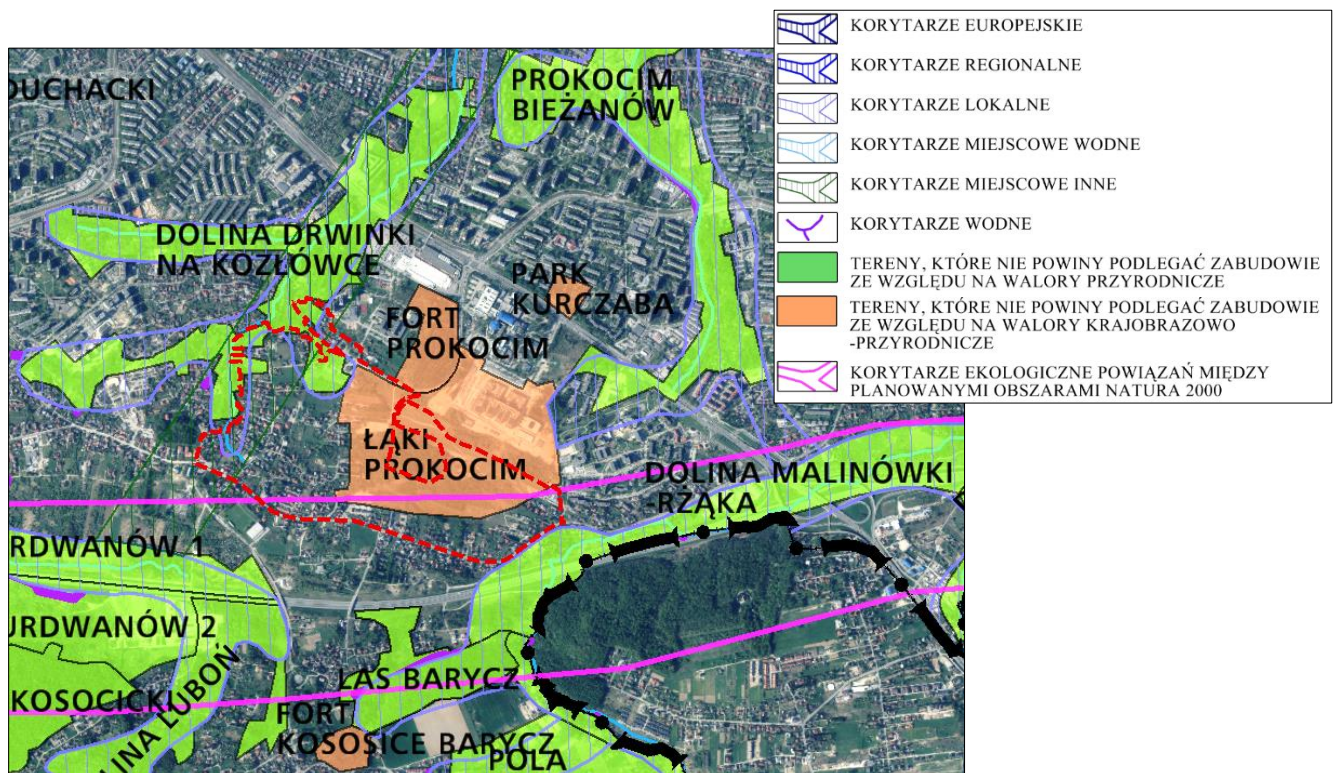 KORYTARZE EUROPEJSKIE
KORYTARZE REGIONALNE
KORYTARZE LOKALNE
KORYTARZE MIEJSCOWE WODNE
KORYTARZE MIEJSCOWE INNE
KORYTARZE WODNE
TERENY, KTÓRE NIE POWINY PODLEGAĆ ZABUDOWIE
ZE WZGLĘDU NA WALORY PRZYRODNICZE
TERENY, KTÓRE NIE POWINY PODLEGAĆ ZABUDOWIE
ZE WZGLĘDU NA WALORY KRAJOBRAZOWO
-PRZYRODNICZE
KORYTARZE EKOLOGICZNE POWIĄZAŃ MIĘDZY
PLANOWANYMI OBSZARAMI NATURA 2000
DUCHACKI
PROKOCIM
BIEŻANÓW
DOLINA DRWINKI
NA KOZŁÓWCE
PARK
KURCZABA
FORT
PROKOCIM
ŁĄKI
PROKOCIM
DOLINA MALINÓWKI
-RŻĄKA
RDWANÓW 1
URDWANÓW 2
KOSOCICKI
LINA LUBOŃ
LAS BARYCZ
FORT
KOSOSICE BARYCZ
POLA